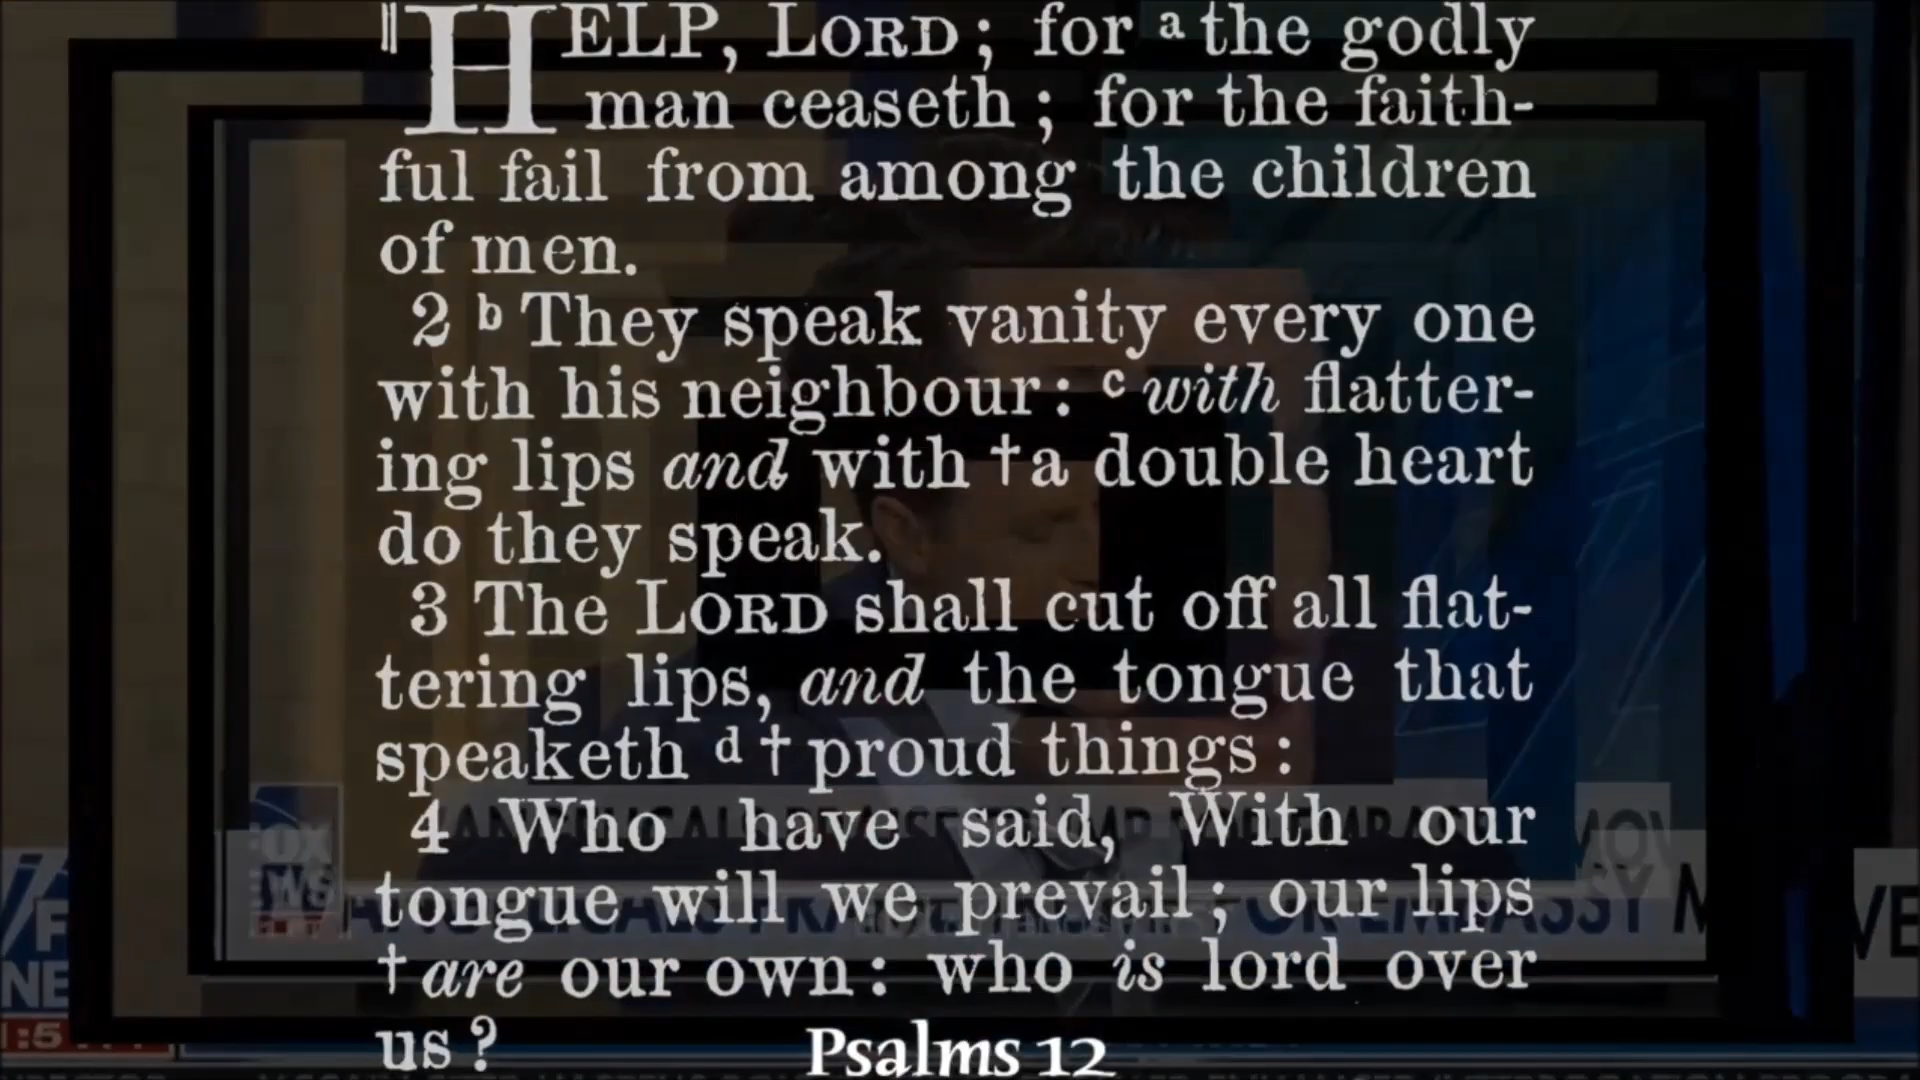 ‖HELP, LORD; for a the godly
man ceaseth; for the faith-
ful fail from among the children
of men.
2 b They speak vanity every one
with his neighbour: c with flatter-
ing lips and with †a double heart
do they speak.
3 The LORD shall cut off all flat-
tering lips, and the tongue that
speaketh d † proud things:
4 Who have said, With our
tongue will we prevail; our lips
† are our own: who is lord over
us?
Psalms 12